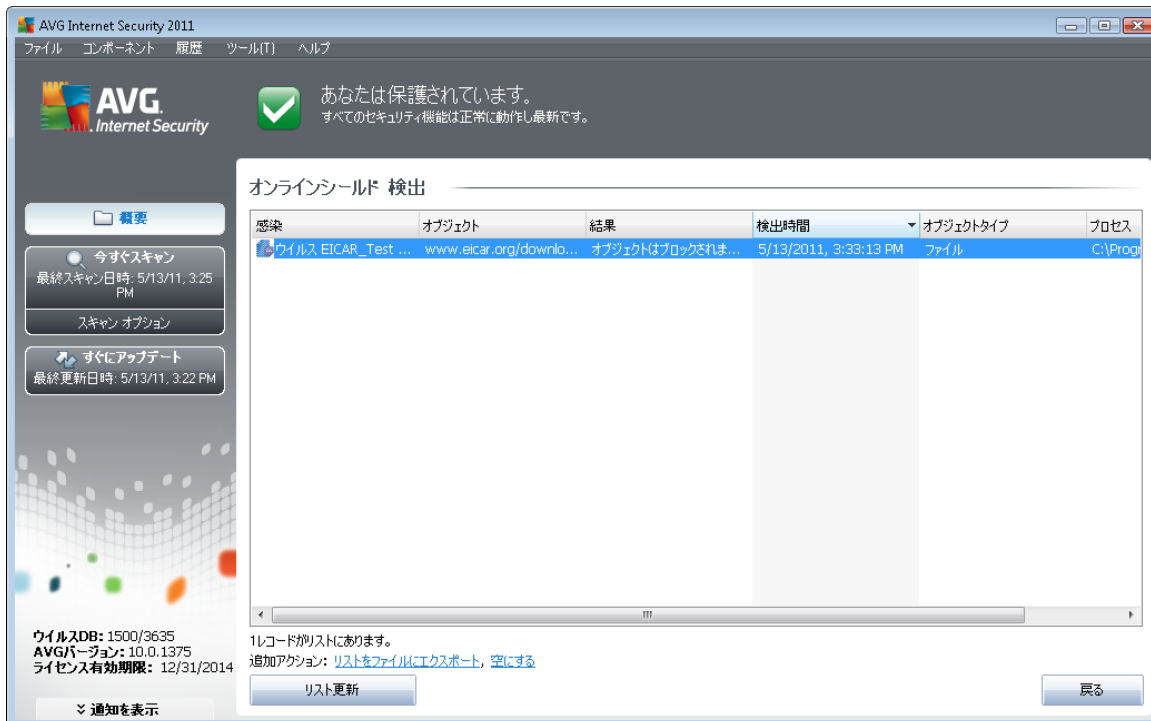 AVG Internet Security 2011
ファイル コンポーネント 履歴 ツール(T) ヘルプ
AVG.
Internet Security
あなたは保護されています。
すべてのセキュリティ機能は正常に動作し最新です。
概要
今すぐスキャン
最終スキャン日時: 5/13/11, 3:25
PM
スキャン オプション
すぐにアップデート
最終更新日時: 5/13/11, 3:22 PM
ウイルスDB: 1500/3635
AVGバージョン: 10.0.1375
ライセンス有効期限: 12/31/2014
通知を表示
オンラインシールド 検出
感染 オブジェクト 結果 検出時間 オブジェクトタイプ プロセス
ウイルス EICAR_Test ... www.eicar.org/downlo... オブジェクトはブロックされま... 5/13/2011, 3:33:13 PM ファイル C:\Progr
1レコードがリストにあります。
追加アクション: リストをファイルにエクスポート, 空にする
リスト更新
戻る